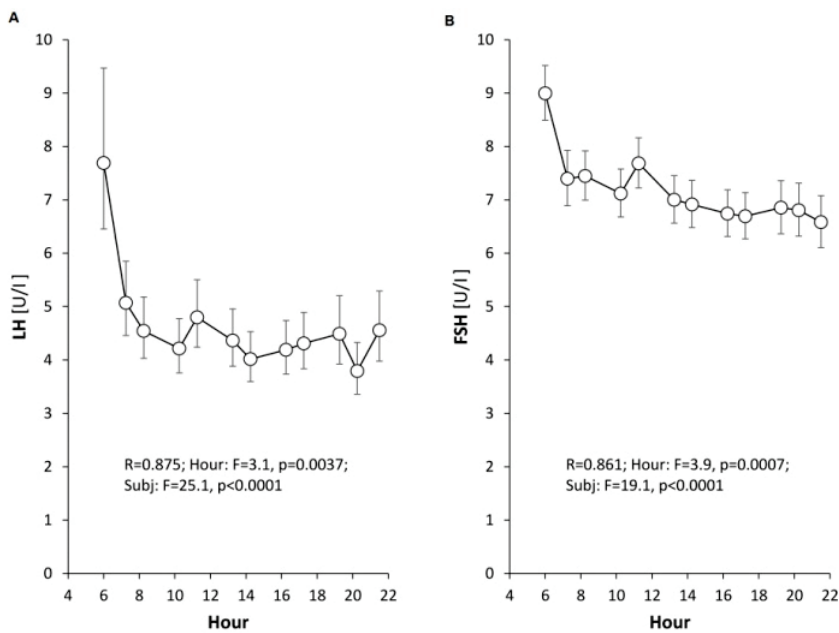 A
10
9
8
7
6
5
4
3
2
1
0
LH [U/l]
4 6 8 10 12 14 16 18 20 22
Hour
R=0.875; Hour: F=3.1, p=0.0037;
Subj: F=25.1, p<0.0001
B
10
9
8
7
6
5
4
3
2
1
0
FSH [U/l]
4 6 8 10 12 14 16 18 20 22
Hour
R=0.861; Hour: F=3.9, p=0.0007;
Subj: F=19.1, p<0.0001